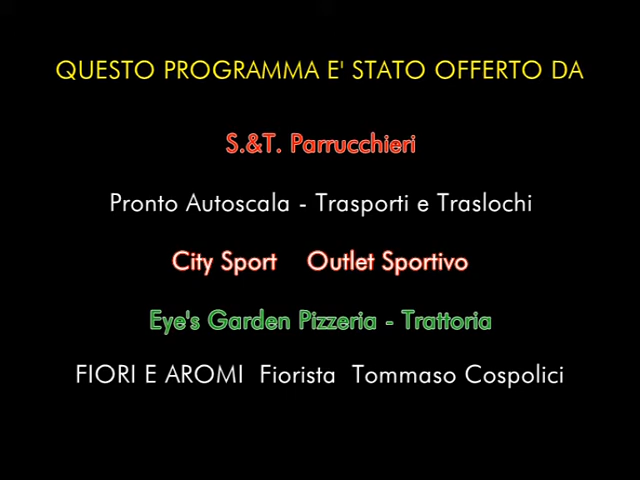 QUESTO PROGRAMMA E' STATO OFFERTO DA
S.&T. Parrucchieri
Pronto Autoscala - Trasporti e Traslochi
City Sport Outlet Sportivo
Eye's Garden Pizzeria - Trattoria
FIORI E AROMI Fiorista Tommaso Cospolici